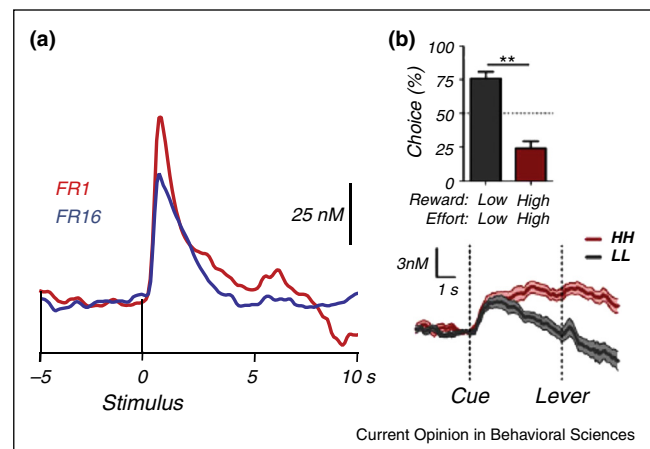 (a)
FR1
FR16
25 nM
–5
0
5
10 s
Stimulus
(b)
**
100
75
50
25
0
Choice (%)
Reward: Low High
Effort: Low High
HH
LL
3nM
1 s
Cue
Lever
Current Opinion in Behavioral Sciences